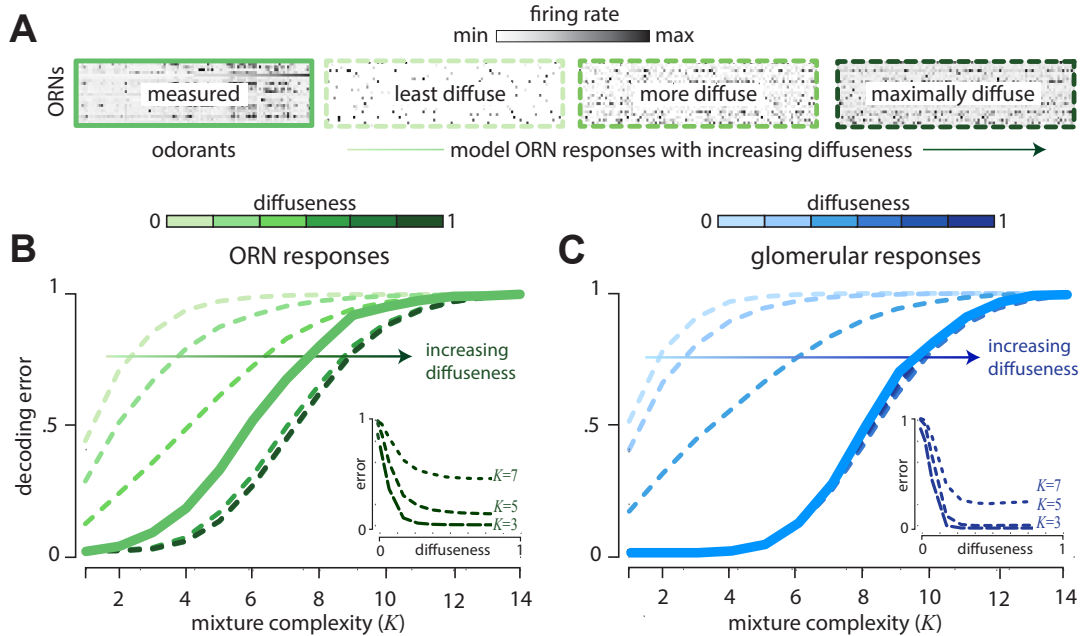 A
firing rate
min max
ORNs
measured
least diffuse
more diffuse
maximally diffuse
odorants
model ORN responses with increasing diffuseness
B
diffuseness
0 1
ORN responses
decoding error
1
.5
0
increasing
diffuseness
error
1
0
K=7
K=5
K=3
0 1
diffuseness
2 4 6 8 10 12 14
mixture complexity (K)
C
diffuseness
0 1
glomerular responses
1
.5
0
increasing
diffuseness
error
1
0
K=7
K=5
K=3
0 1
diffuseness
2 4 6 8 10 12 14
mixture complexity (K)